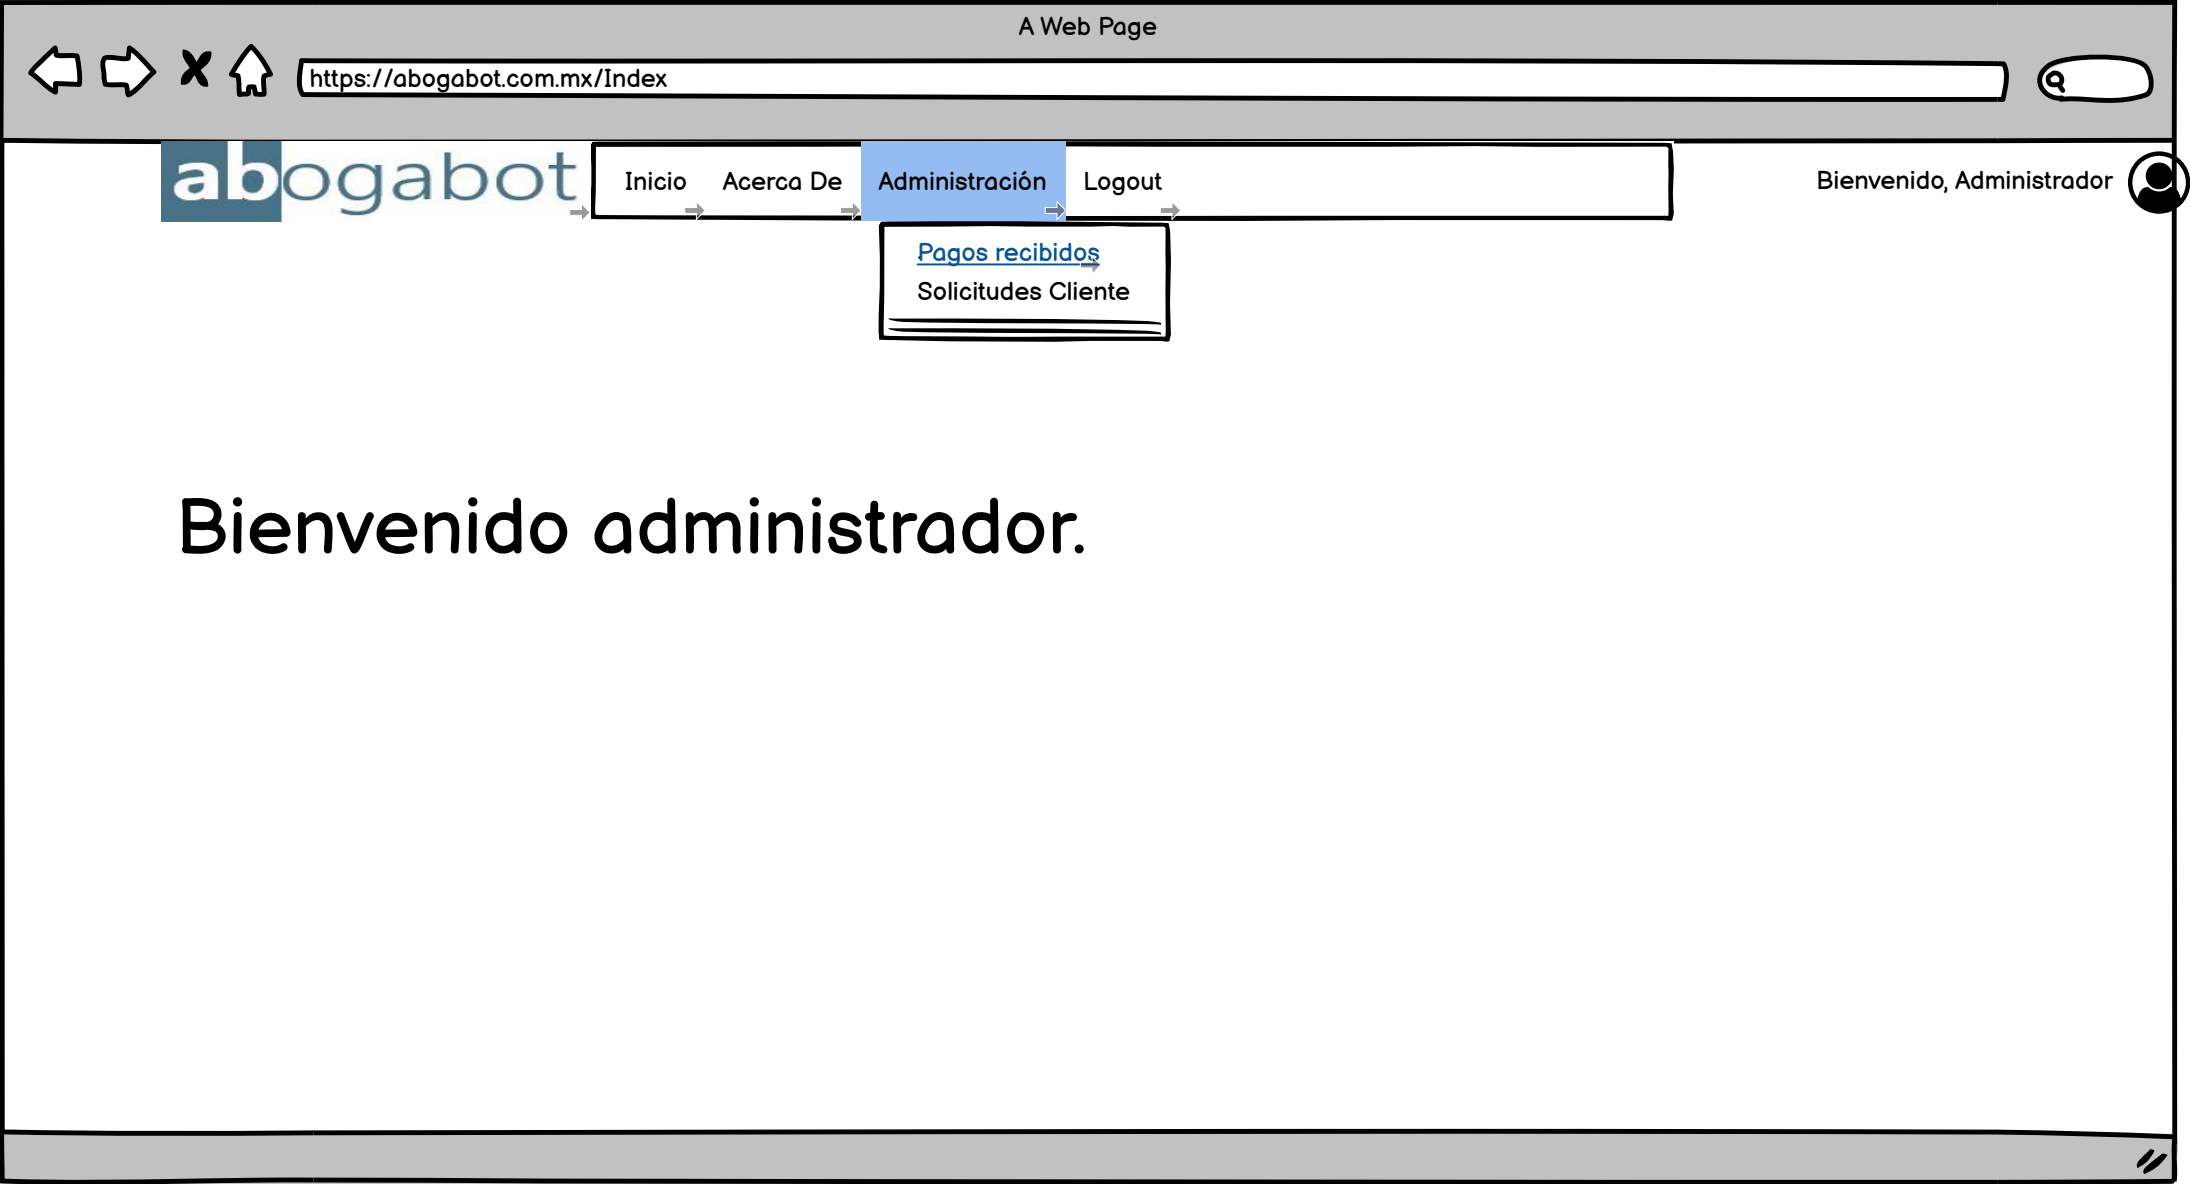 A Web Page
https://abogabot.com.mx/Index
abogabot
Inicio Acerca De Administración Logout
Bienvenido, Administrador
Pagos recibidos
Solicitudes Cliente
Bienvenido administrador.